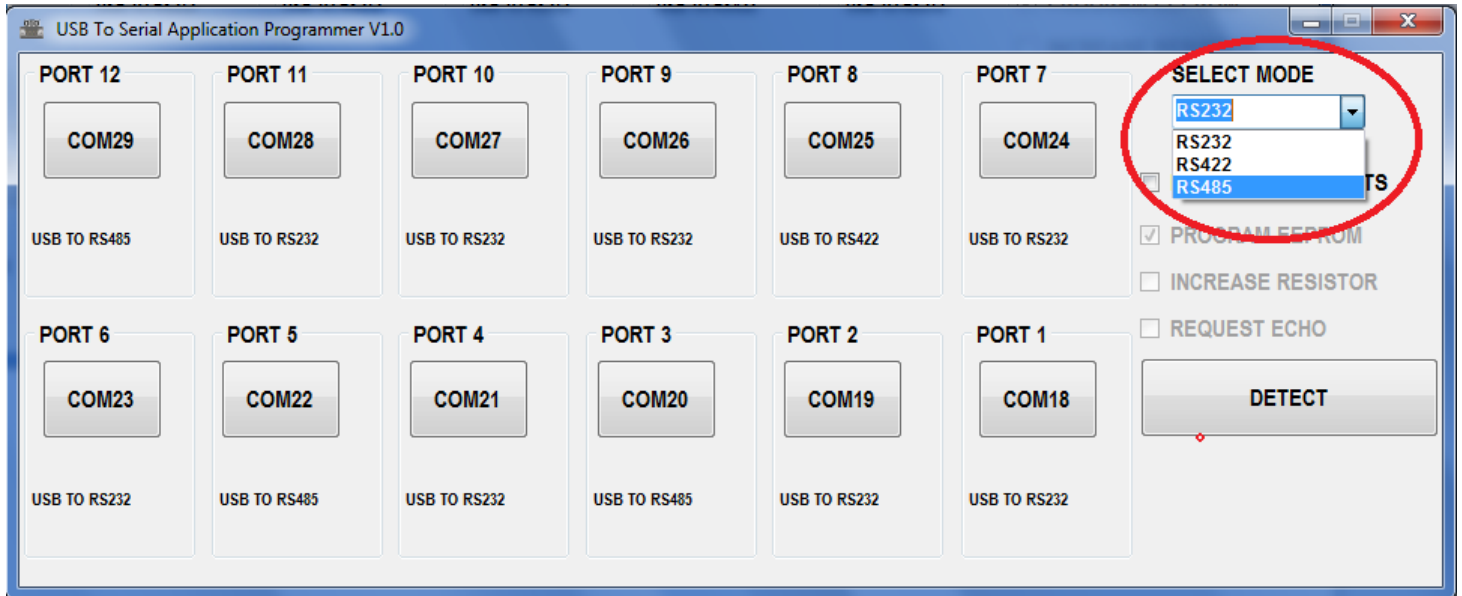 USB To Serial Application Programmer V1.0
PORT 12 PORT 11 PORT 10 PORT 9 PORT 8 PORT 7 SELECT MODE
RS232
COM29 COM28 COM27 COM26 COM25 COM24
RS232
RS422
RS485
TS
USB TO RS485 USB TO RS232 USB TO RS232 USB TO RS232 USB TO RS422 USB TO RS232
PROGRAM EEPROM
INCREASE RESISTOR
PORT 6 PORT 5 PORT 4 PORT 3 PORT 2 PORT 1
REQUEST ECHO
COM23 COM22 COM21 COM20 COM19 COM18 DETECT
USB TO RS232 USB TO RS485 USB TO RS232 USB TO RS485 USB TO RS232 USB TO RS232